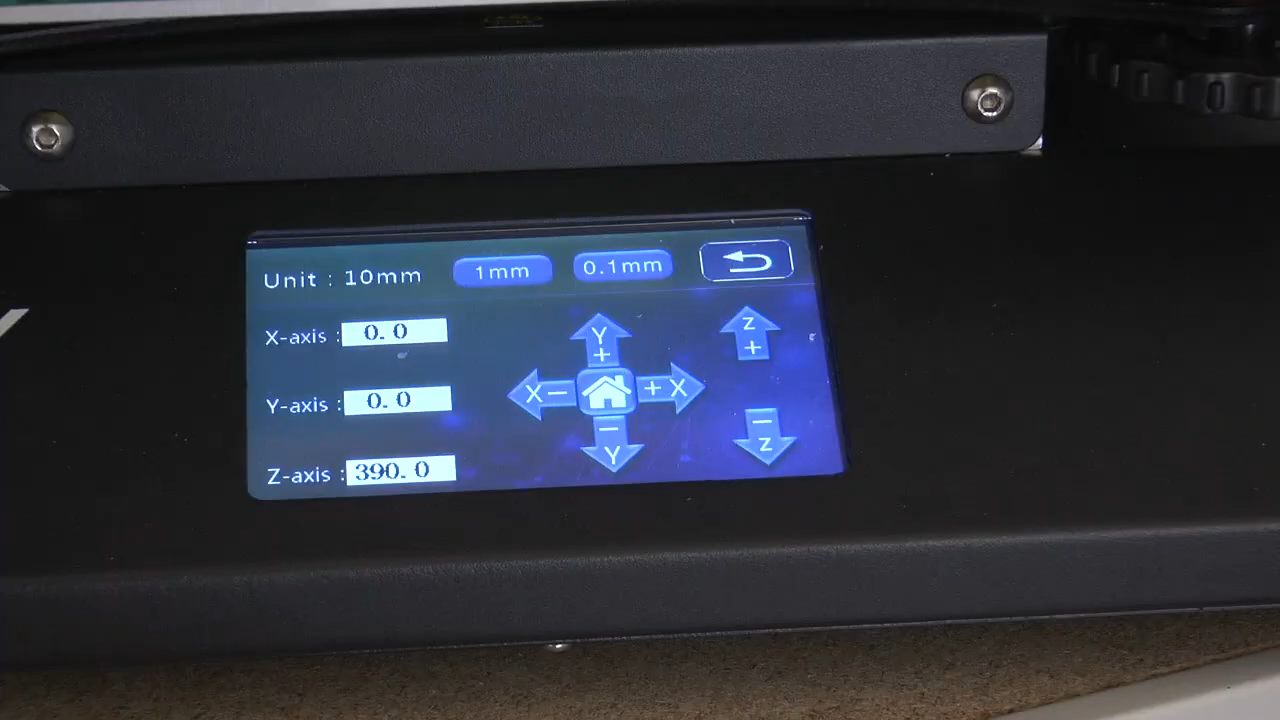 Unit : 10mm 1mm 0.1mm
X-axis : 0.0
Y-axis : 0.0
Z-axis : 390.0
Y +
X − + X
− Y
Z +
− Z